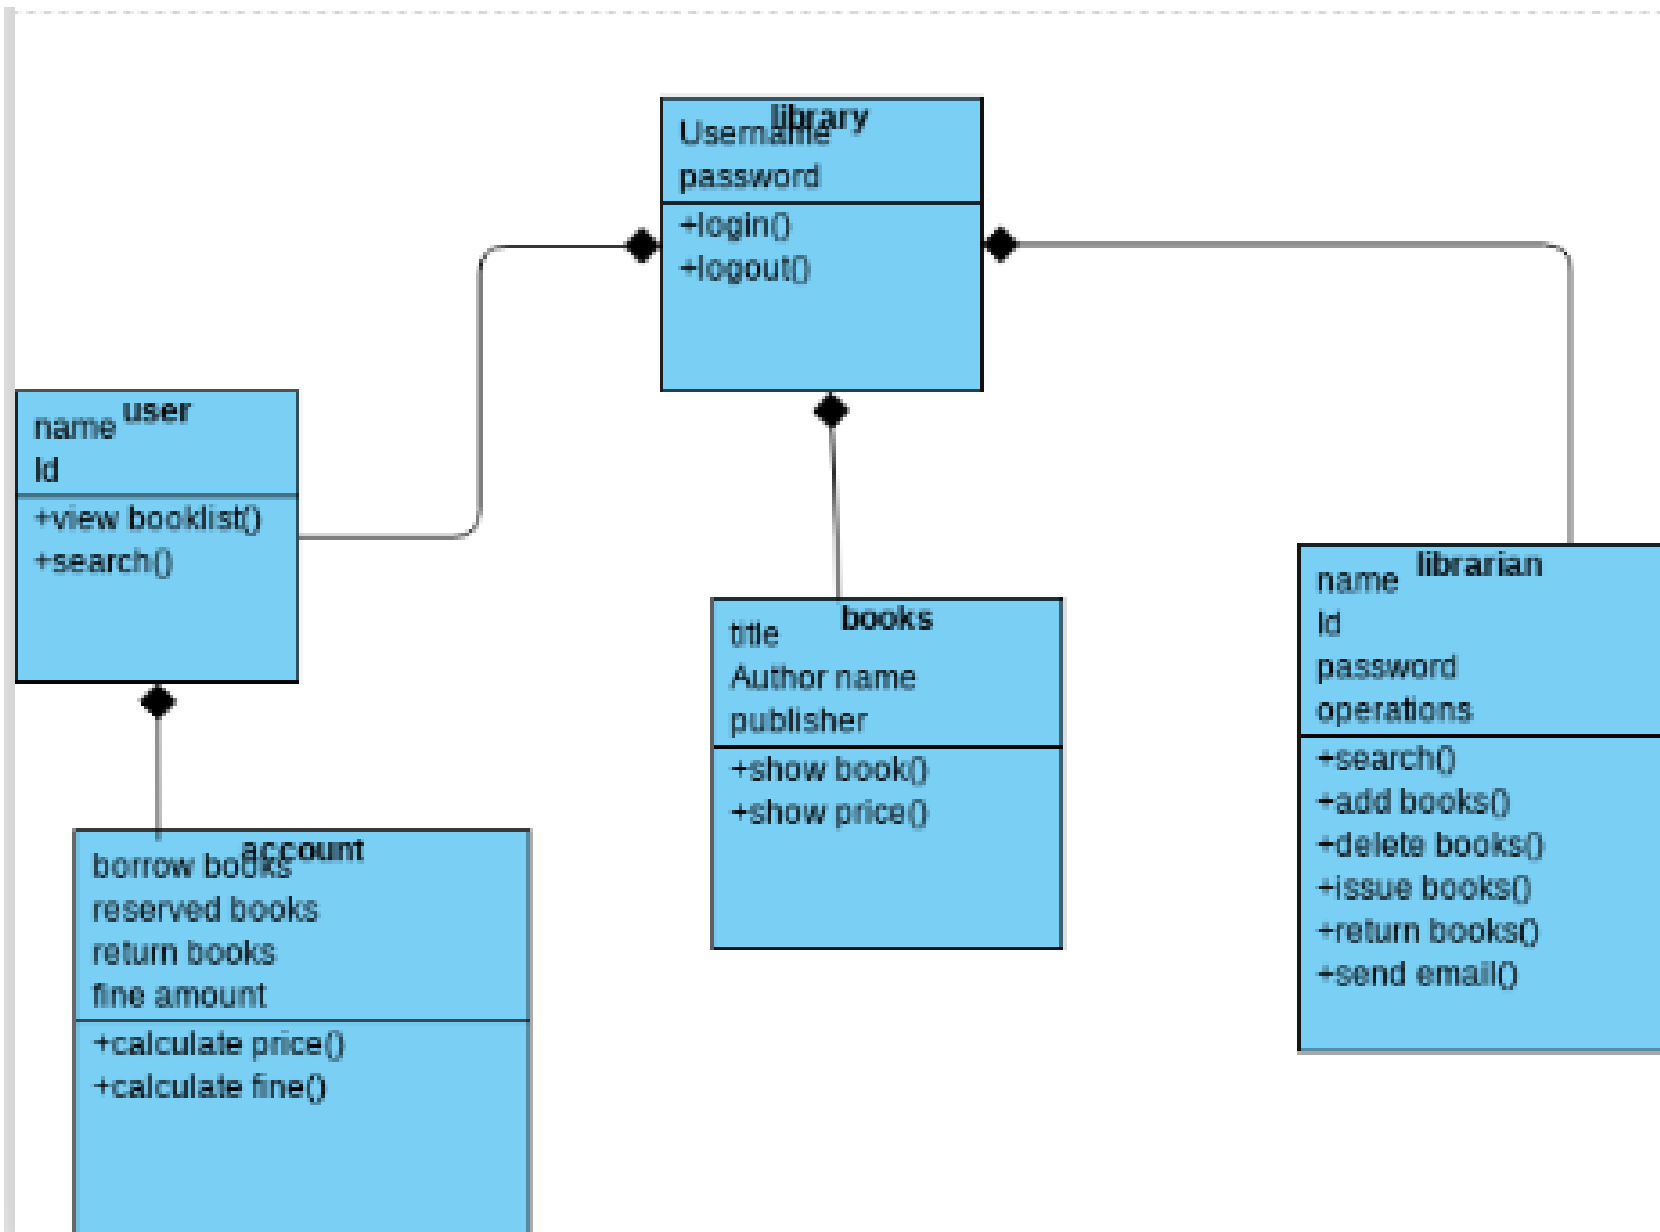 library
Username
password
+login()
+logout()
user
name
Id
+view booklist()
+search()
books
title
Author name
publisher
+show book()
+show price()
librarian
name
Id
password
operations
+search()
+add books()
+delete books()
+issue books()
+return books()
+send email()
account
borrow books
reserved books
return books
fine amount
+calculate price()
+calculate fine()